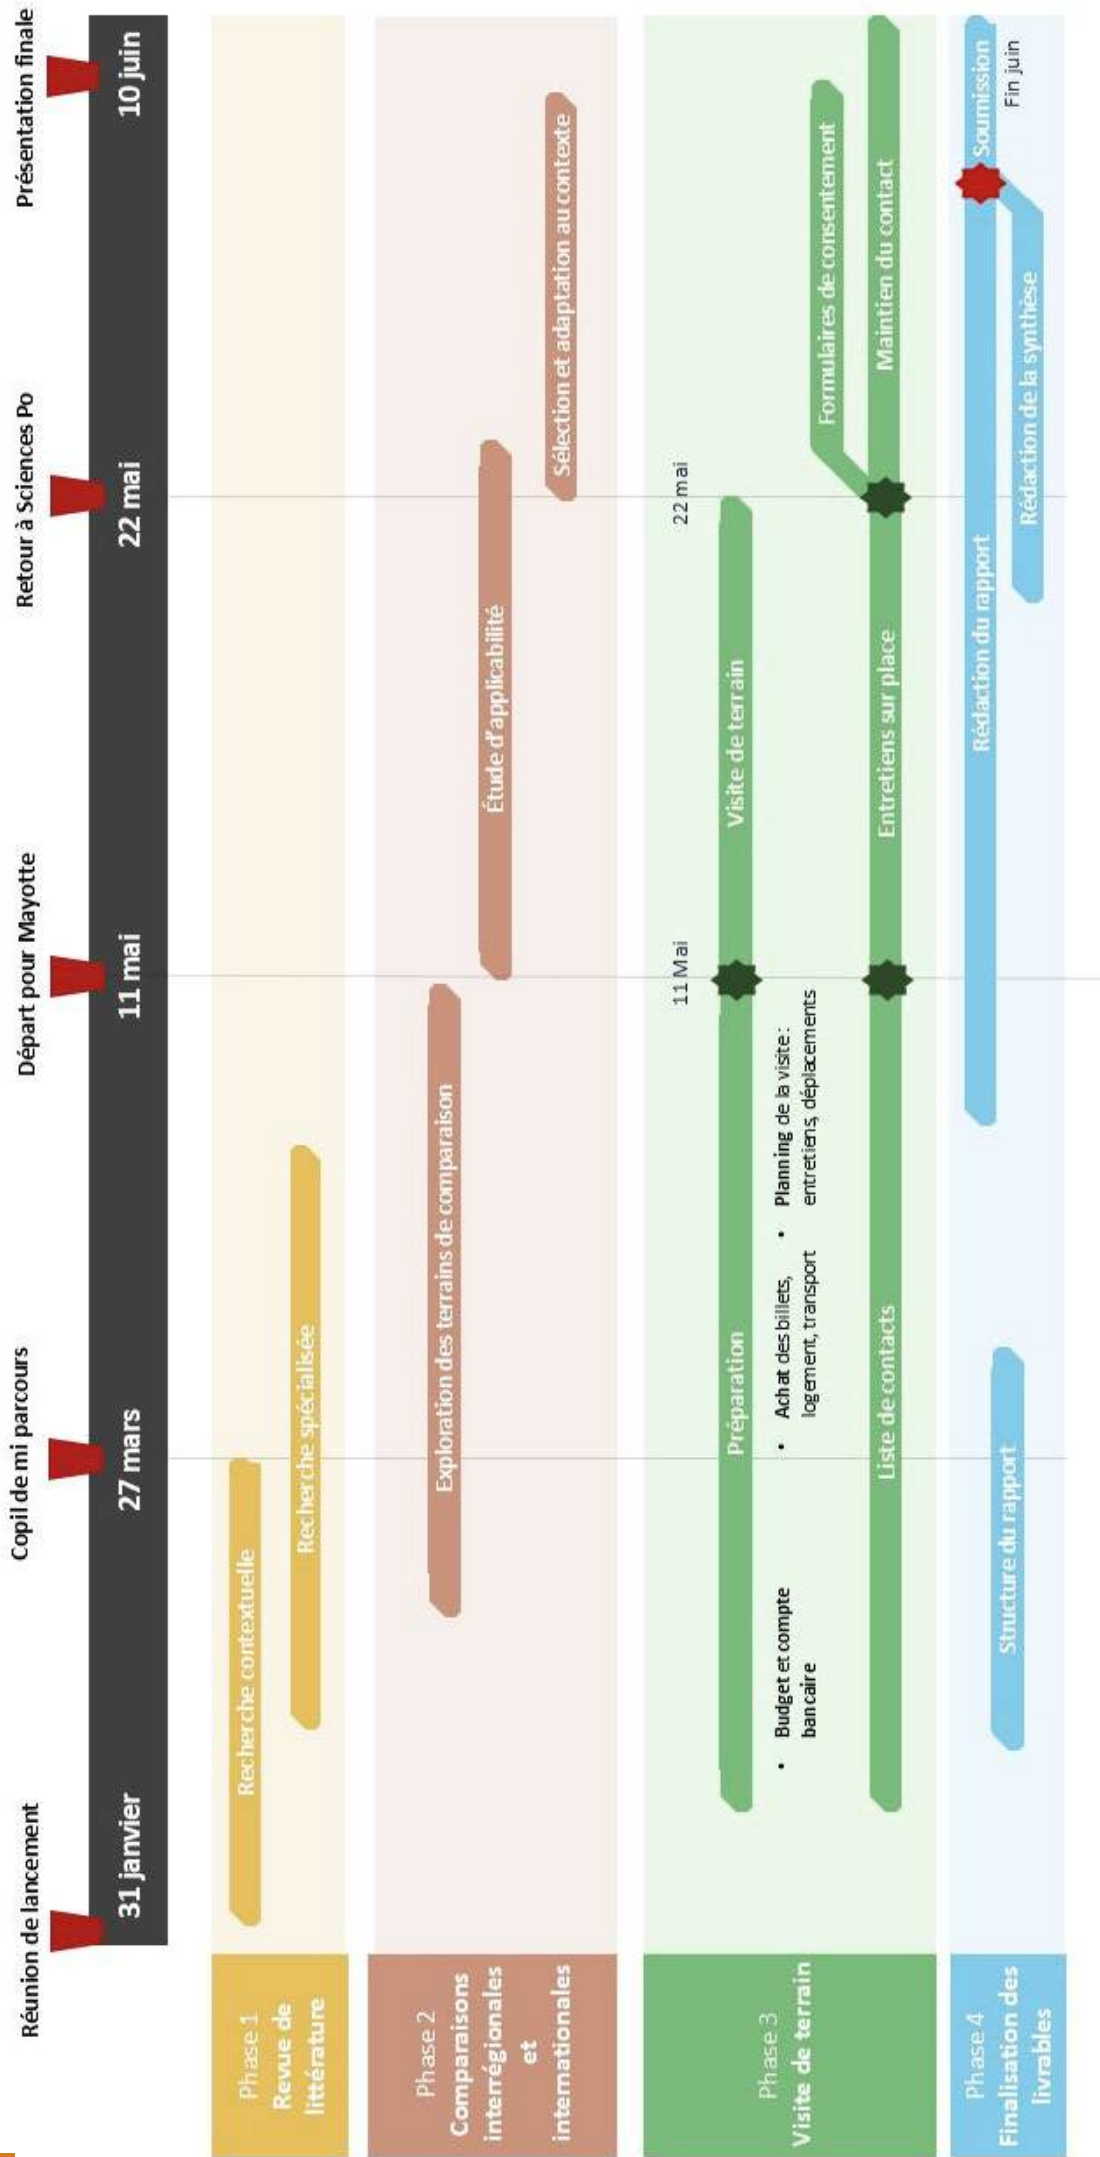 Réunion de lancement
Copil de mi parcours
Départ pour Mayotte
Retour à Sciences Po
Présentation finale
31 janvier
27 mars
11 mai
22 mai
10 juin
Phase 1
Revue de
littérature
Recherche contextuelle
Recherche spécialisée
Phase 2
Comparaisons
interrégionales
et
internationales
Exploration des terrains de comparaison
Étude d'applicabilité
Sélection et adaptation au contexte
Phase 3
Visite de terrain
11 Mai
22 mai
Préparation
Visite de terrain
• Budget et compte
bancaire
• Achat des billets,
logement, transport
• Planning de la visite :
entretiens, déplacements
Formulaires de consentement
Liste de contacts
Entretiens sur place
Maintien du contact
Phase 4
Finalisation des
livrables
Rédaction du rapport
Soumission
Structure du rapport
Rédaction de la synthèse
Fin juin